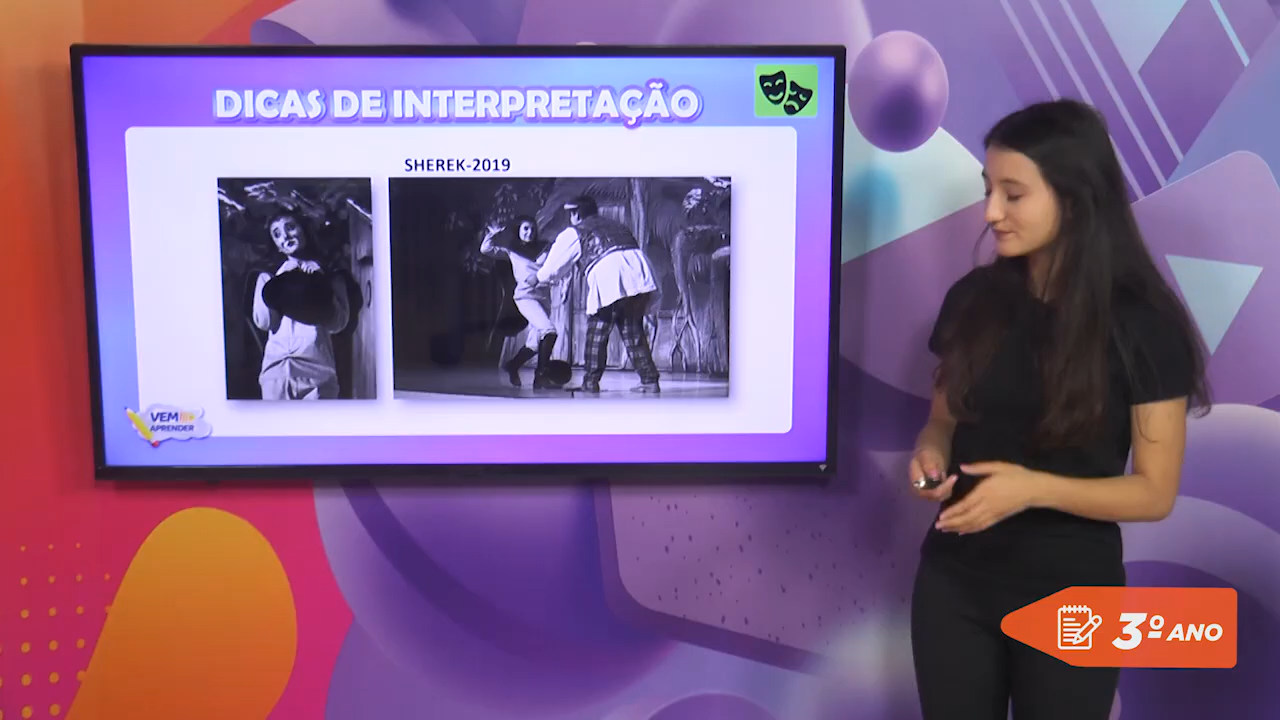 DICAS DE INTERPRETAÇÃO
SHEREK-2019
VEM
APRENDER
3º ANO